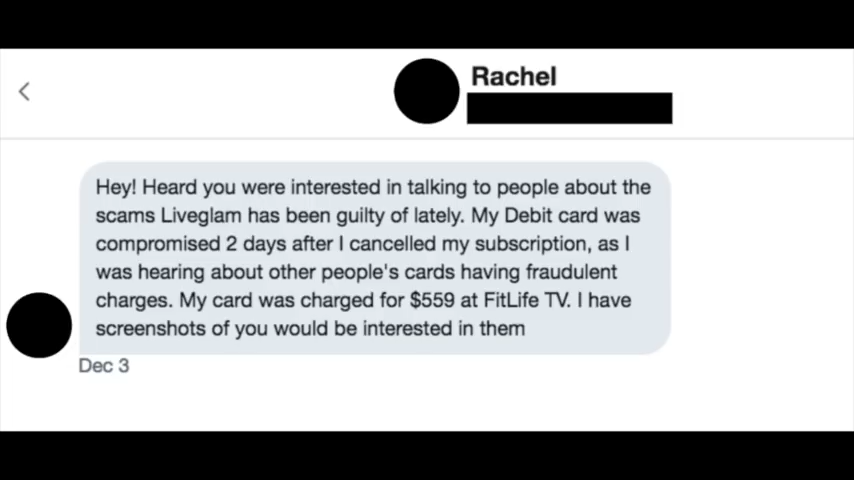 Rachel
Hey! Heard you were interested in talking to people about the
scams Liveglam has been guilty of lately. My Debit card was
compromised 2 days after I cancelled my subscription, as I
was hearing about other people's cards having fraudulent
charges. My card was charged for $559 at FitLife TV. I have
screenshots of you would be interested in them
Dec 3